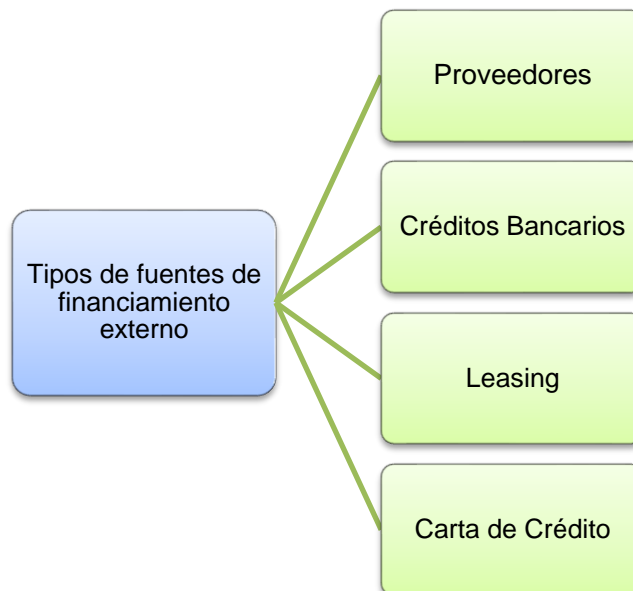 Proveedores
Créditos Bancarios
Tipos de fuentes de
financiamiento
externo
Leasing
Carta de Crédito